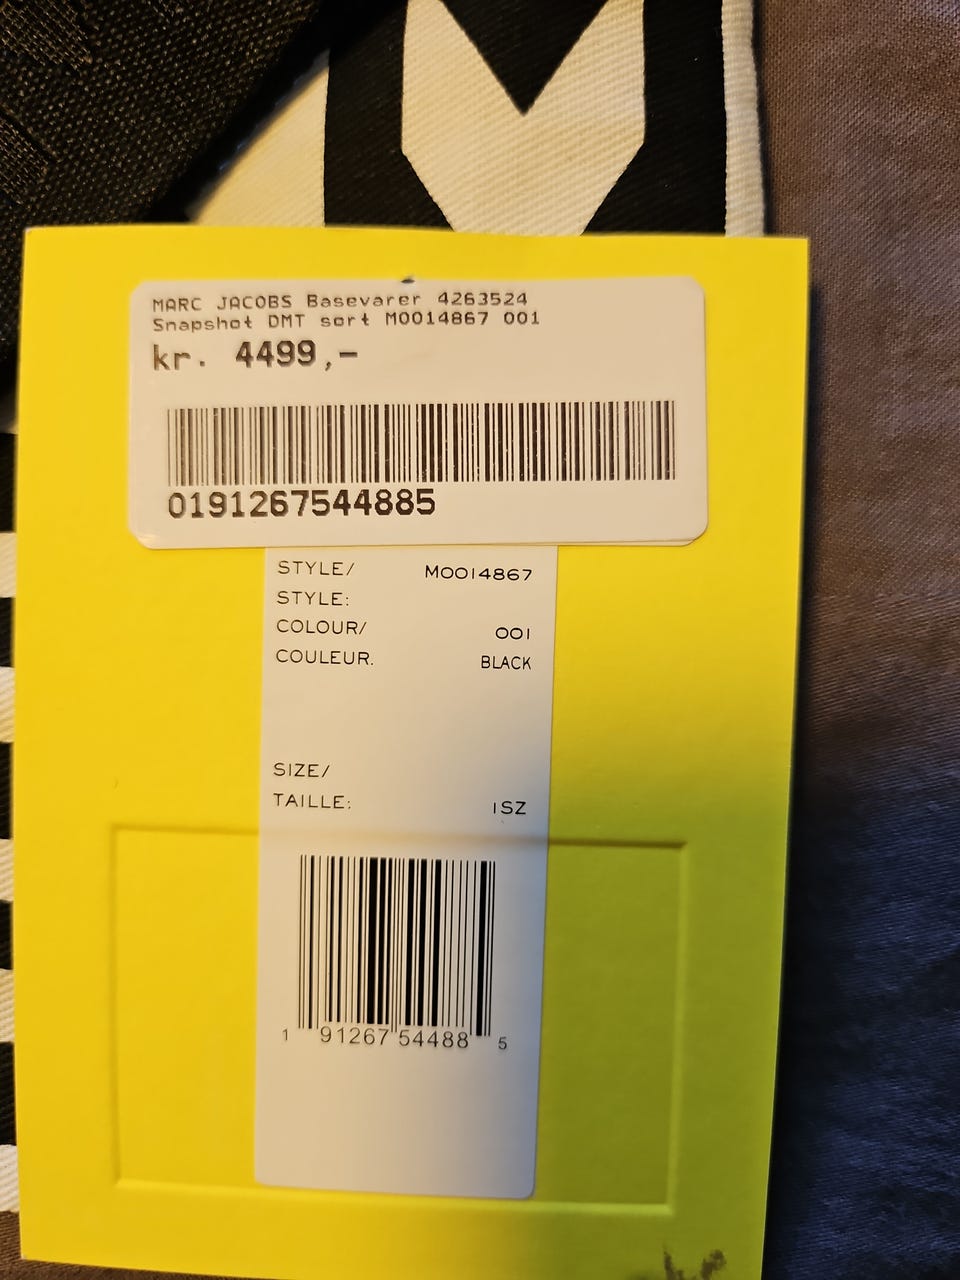 MARC JACOBS Basevarer 4263524
Snapshot DMT sort M0014867 001
kr. 4499,-
0191267544885
STYLE/ M0014867
STYLE:
COLOUR/ 001
COULEUR. BLACK
SIZE/
TAILLE: 1SZ
1 91267 54488 5